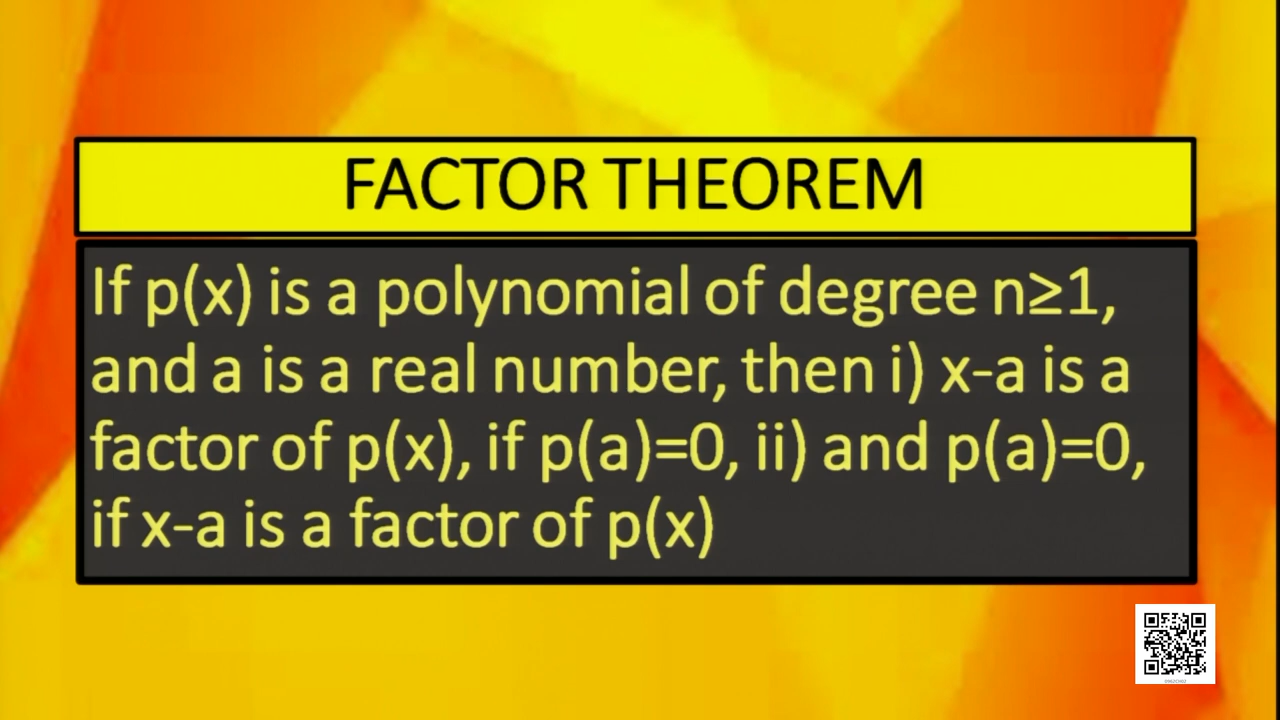 FACTOR THEOREM
If p(x) is a polynomial of degree n≥1,
and a is a real number, then i) x-a is a
factor of p(x), if p(a)=0, ii) and p(a)=0,
if x-a is a factor of p(x)